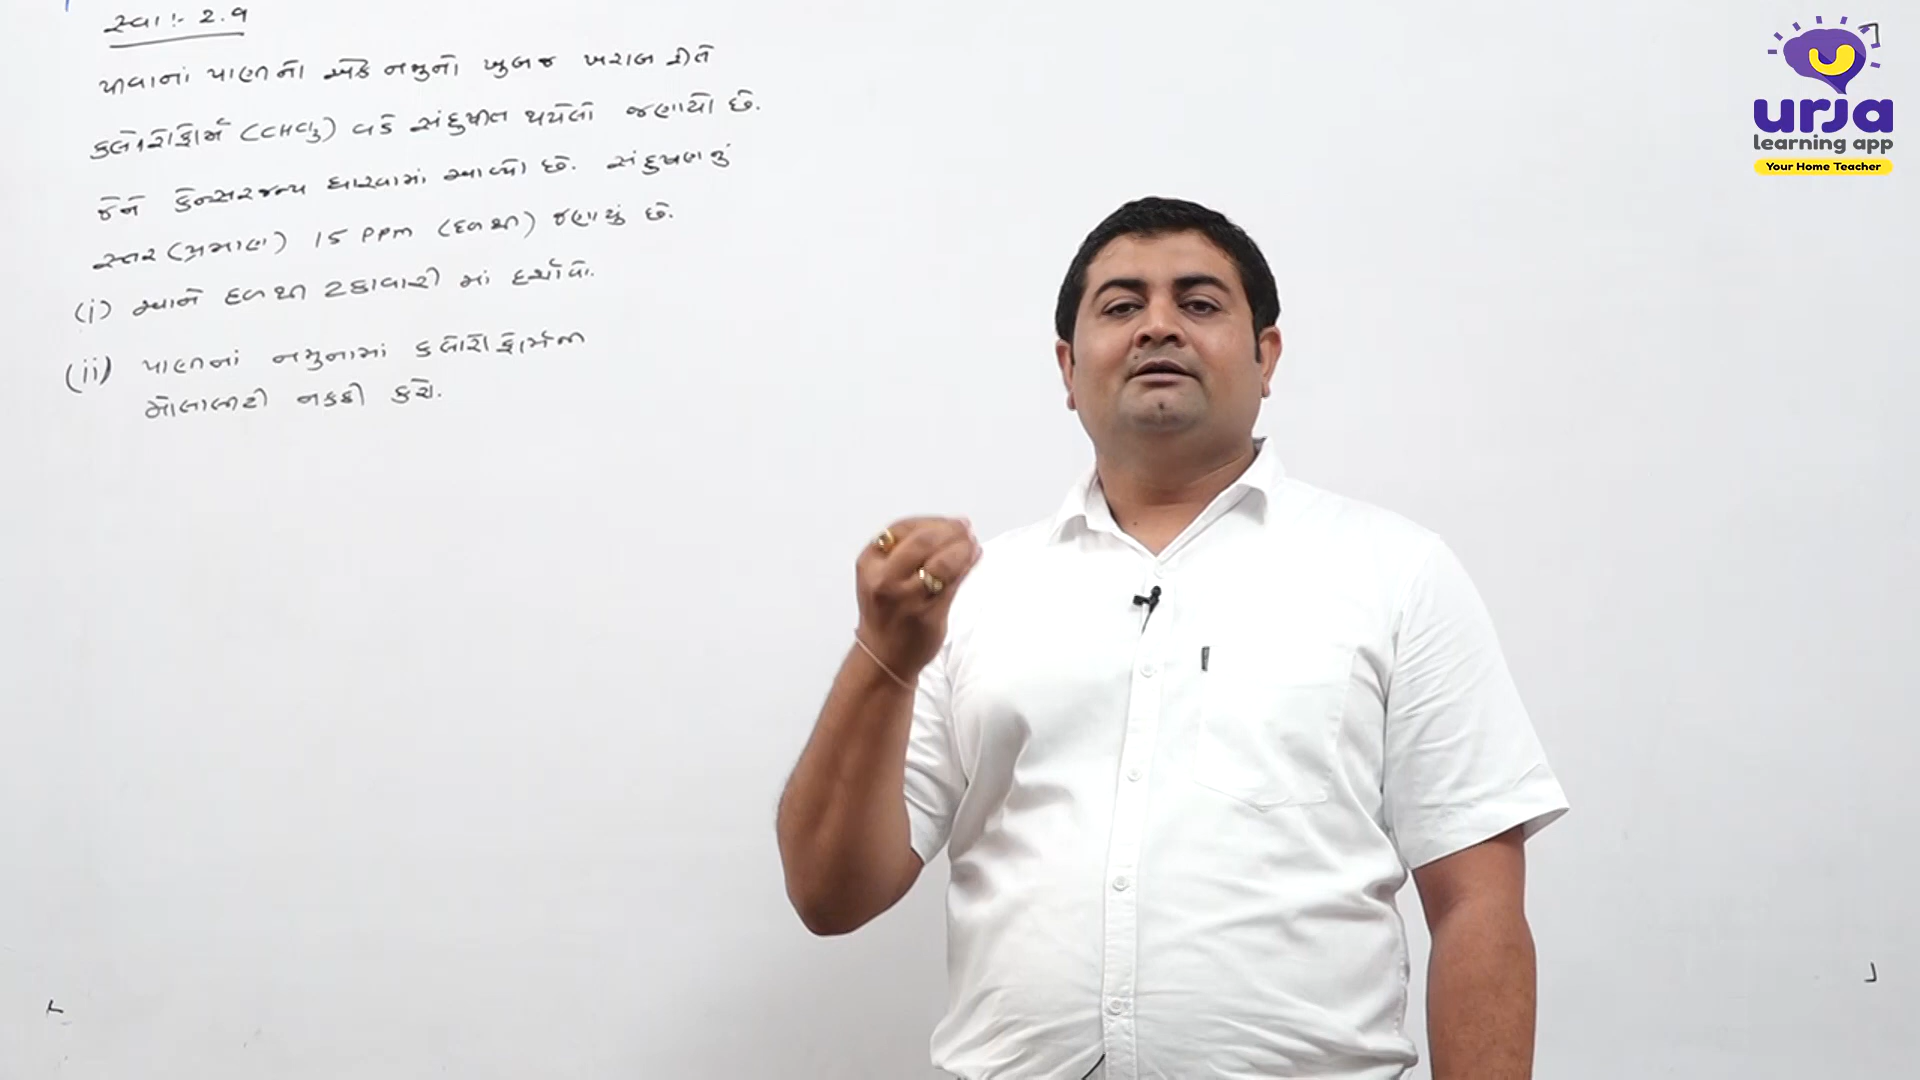 સ્વા :- 2.9
પીવાનાં પાણીનો એક નમુનો ખુબજ ખરાબ રીતે
ક્લોરોફોર્મ (CHCl₃) વડે સંદુષીત થયેલો જણાયો છે.
જેને કેન્સરજન્ય ધારવામાં આવ્યો છે. સંદુષણનું
સ્તર (પ્રમાણ) 15 PPm (દળથી) જણાયું છે.
(i) આને દળથી ટકાવારી માં દર્શાવો.
(ii) પાણીનાં નમુનામાં ક્લોરોફોર્મની
મોલાલીટી નક્કી કરો.
urja
learning app
Your Home Teacher